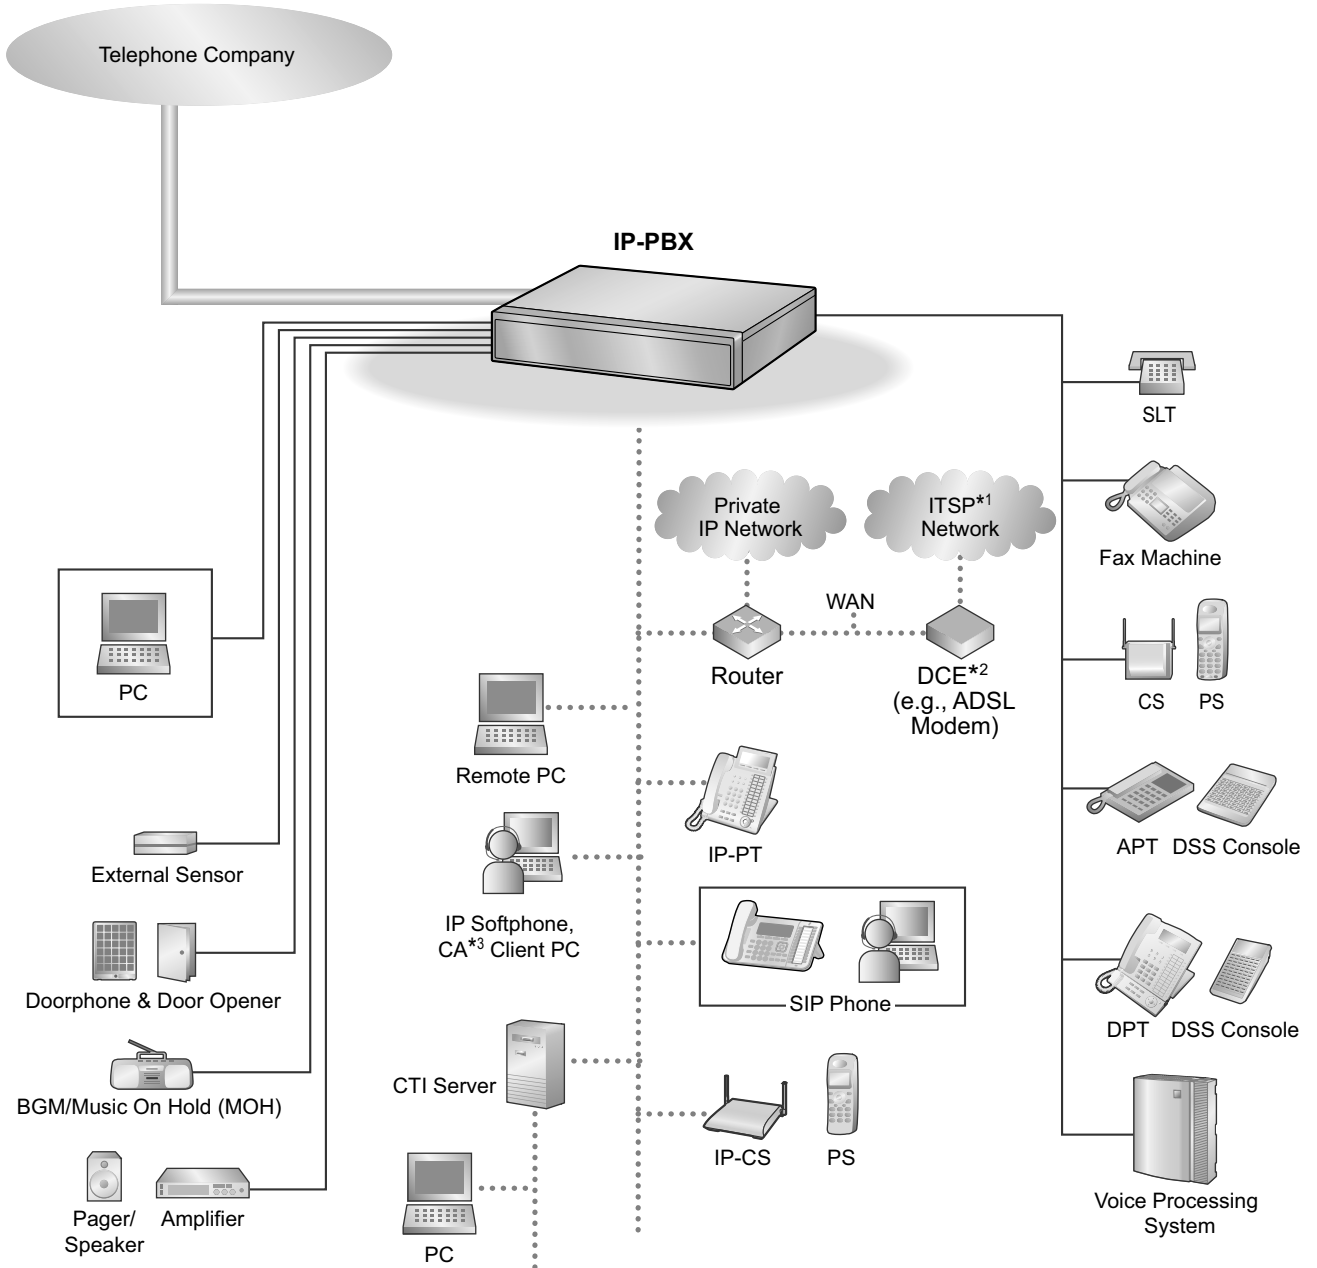 Telephone Company
IP-PBX
SLT
Private
IP Network
ITSP*1
Network
Fax Machine
WAN
PC
Router
DCE*2
(e.g., ADSL
Modem)
CS
PS
Remote PC
IP-PT
APT
DSS Console
External Sensor
IP Softphone,
CA*3 Client PC
Doorphone & Door Opener
SIP Phone
DPT
DSS Console
CTI Server
BGM/Music On Hold (MOH)
IP-CS
PS
Pager/
Speaker
Amplifier
PC
Voice Processing
System